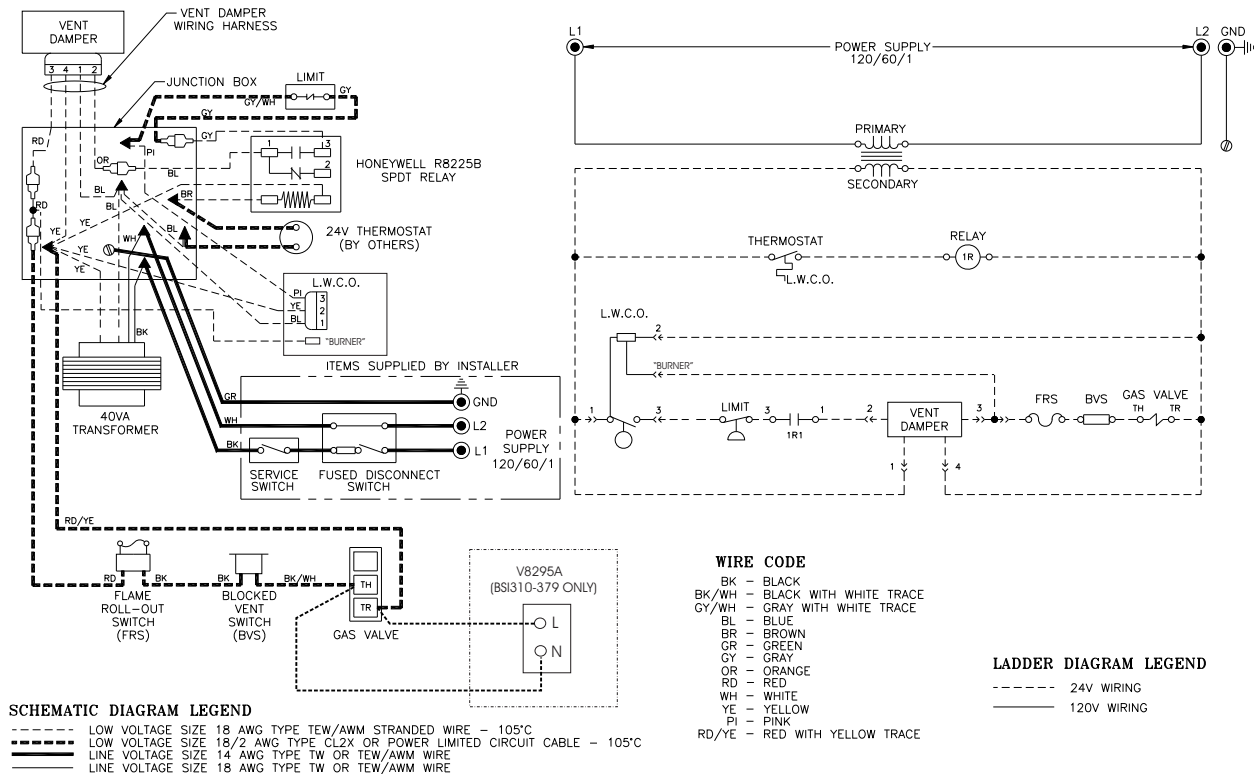 VENT DAMPER
WIRING HARNESS
VENT
DAMPER
3 4 1 2
JUNCTION BOX
LIMIT
GY/WH
GY
GY
GY
RD
PI
OR
BL
BL
BL
BR
BL
RD
YE
YE
YE
YE
WH
1
3
2
HONEYWELL R8225B
SPDT RELAY
24V THERMOSTAT
(BY OTHERS)
L.W.C.O.
PI
YE
BL
3
2
1
"BURNER"
BK
40VA
TRANSFORMER
ITEMS SUPPLIED BY INSTALLER
GR
GND
WH
L2
BK
L1
POWER
SUPPLY
120/60/1
SERVICE
SWITCH
FUSED DISCONNECT
SWITCH
RD/YE
RD
BK
BK
BK/WH
TH
TR
FLAME
ROLL-OUT
SWITCH
(FRS)
BLOCKED
VENT
SWITCH
(BVS)
GAS VALVE
V8295A
(BSI310-379 ONLY)
L
N
L1
L2
GND
POWER SUPPLY
120/60/1
PRIMARY
SECONDARY
THERMOSTAT
L.W.C.O.
RELAY
1R
L.W.C.O.
2
"BURNER"
1
3
LIMIT
3
1R1
1
2
VENT
DAMPER
3
FRS
BVS
GAS VALVE
TH TR
1
4
WIRE CODE
BK – BLACK
BK/WH – BLACK WITH WHITE TRACE
GY/WH – GRAY WITH WHITE TRACE
BL – BLUE
BR – BROWN
GR – GREEN
GY – GRAY
OR – ORANGE
RD – RED
WH – WHITE
YE – YELLOW
PI – PINK
RD/YE – RED WITH YELLOW TRACE
LADDER DIAGRAM LEGEND
24V WIRING
120V WIRING
SCHEMATIC DIAGRAM LEGEND
LOW VOLTAGE SIZE 18 AWG TYPE TEW/AWM STRANDED WIRE – 105°C
LOW VOLTAGE SIZE 18/2 AWG TYPE CL2X OR POWER LIMITED CIRCUIT CABLE – 105°C
LINE VOLTAGE SIZE 14 AWG TYPE TW OR TEW/AWM WIRE
LINE VOLTAGE SIZE 18 AWG TYPE TW OR TEW/AWM WIRE